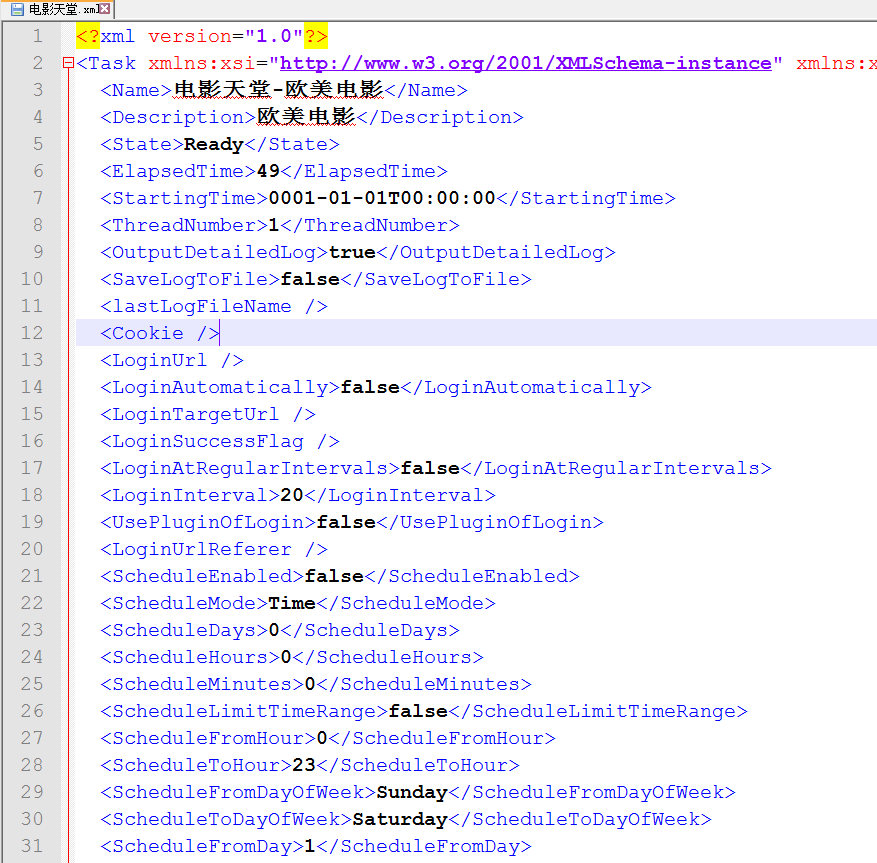 电影天堂.xml
1 <?xml version="1.0"?>
2 <Task xmlns:xsi="http://www.w3.org/2001/XMLSchema-instance" xmlns:x
3 <Name>电影天堂-欧美电影</Name>
4 <Description>欧美电影</Description>
5 <State>Ready</State>
6 <ElapsedTime>49</ElapsedTime>
7 <StartingTime>0001-01-01T00:00:00</StartingTime>
8 <ThreadNumber>1</ThreadNumber>
9 <OutputDetailedLog>true</OutputDetailedLog>
10 <SaveLogToFile>false</SaveLogToFile>
11 <lastLogFileName />
12 <Cookie />
13 <LoginUrl />
14 <LoginAutomatically>false</LoginAutomatically>
15 <LoginTargetUrl />
16 <LoginSuccessFlag />
17 <LoginAtRegularIntervals>false</LoginAtRegularIntervals>
18 <LoginInterval>20</LoginInterval>
19 <UsePluginOfLogin>false</UsePluginOfLogin>
20 <LoginUrlReferer />
21 <ScheduleEnabled>false</ScheduleEnabled>
22 <ScheduleMode>Time</ScheduleMode>
23 <ScheduleDays>0</ScheduleDays>
24 <ScheduleHours>0</ScheduleHours>
25 <ScheduleMinutes>0</ScheduleMinutes>
26 <ScheduleLimitTimeRange>false</ScheduleLimitTimeRange>
27 <ScheduleFromHour>0</ScheduleFromHour>
28 <ScheduleToHour>23</ScheduleToHour>
29 <ScheduleFromDayOfWeek>Sunday</ScheduleFromDayOfWeek>
30 <ScheduleToDayOfWeek>Saturday</ScheduleToDayOfWeek>
31 <ScheduleFromDay>1</ScheduleFromDay>